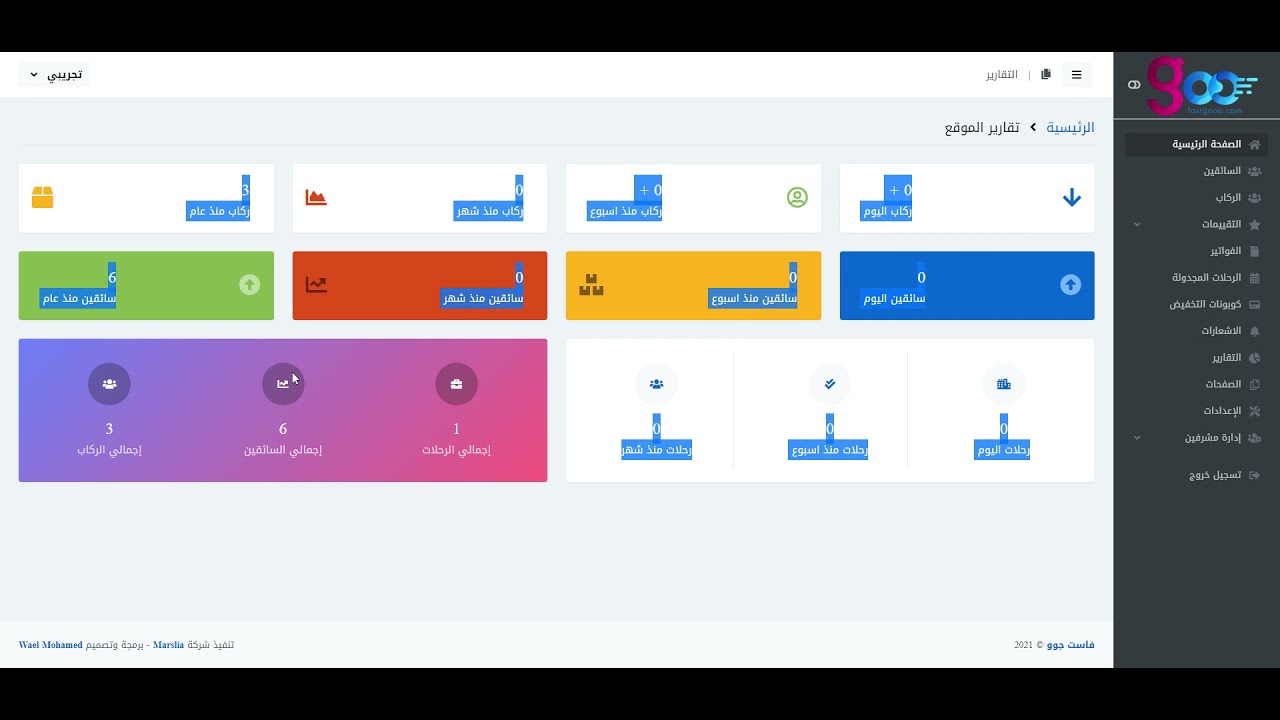 goo
fastgooo.com
الصفحة الرئيسية
السائقين
الركاب
التقييمات
الفواتير
الرحلات المجدولة
كوبونات التخفيض
الاشعارات
التقارير
الصفحات
الإعدادات
إدارة مشرفين
تسجيل خروج
التقارير
تجريبي
الرئيسية
تقارير الموقع
0 +
ركاب اليوم
0 +
ركاب منذ اسبوع
0
ركاب منذ شهر
3
ركاب منذ عام
0
سائقين اليوم
0
سائقين منذ اسبوع
0
سائقين منذ شهر
6
سائقين منذ عام
0
رحلات اليوم
0
رحلات منذ اسبوع
0
رحلات منذ شهر
1
إجمالي الرحلات
6
إجمالي السائقين
3
إجمالي الركاب
فاست جوو © 2021
تنفيذ شركة Marslia - برمجة وتصميم Wael Mohamed